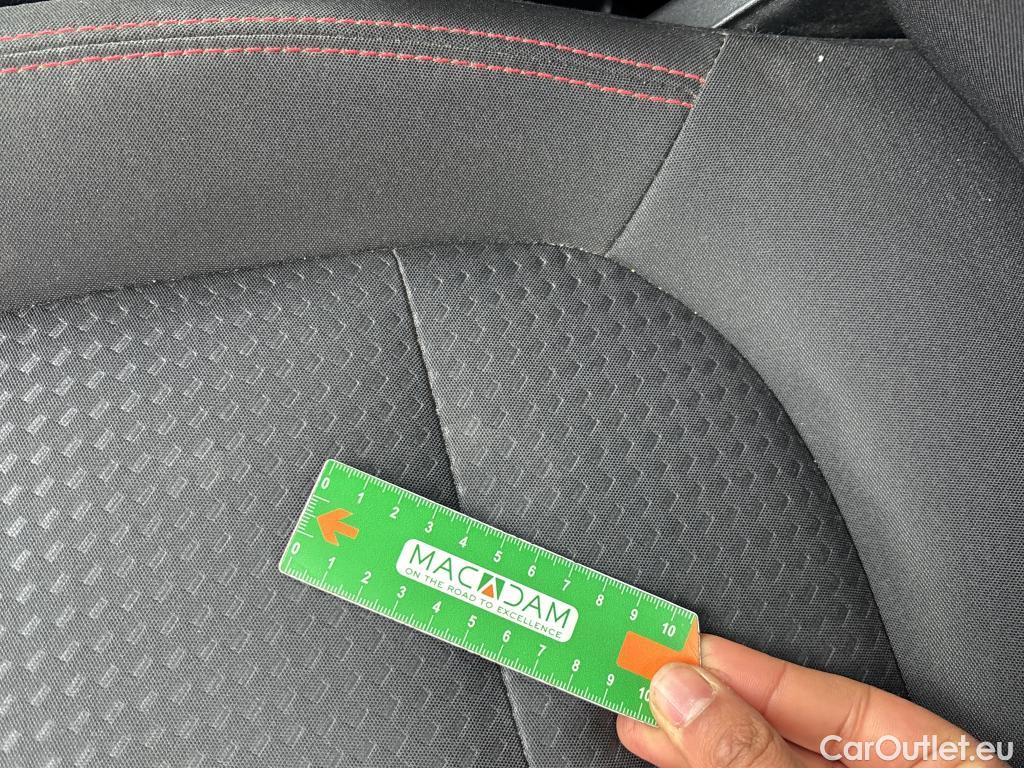 0 1 2 3 4 5 6 7 8 9 10
MACADAM
ON THE ROAD TO EXCELLENCE
0 1 2 3 4 5 6 7 8 9 10
CarOutlet.eu